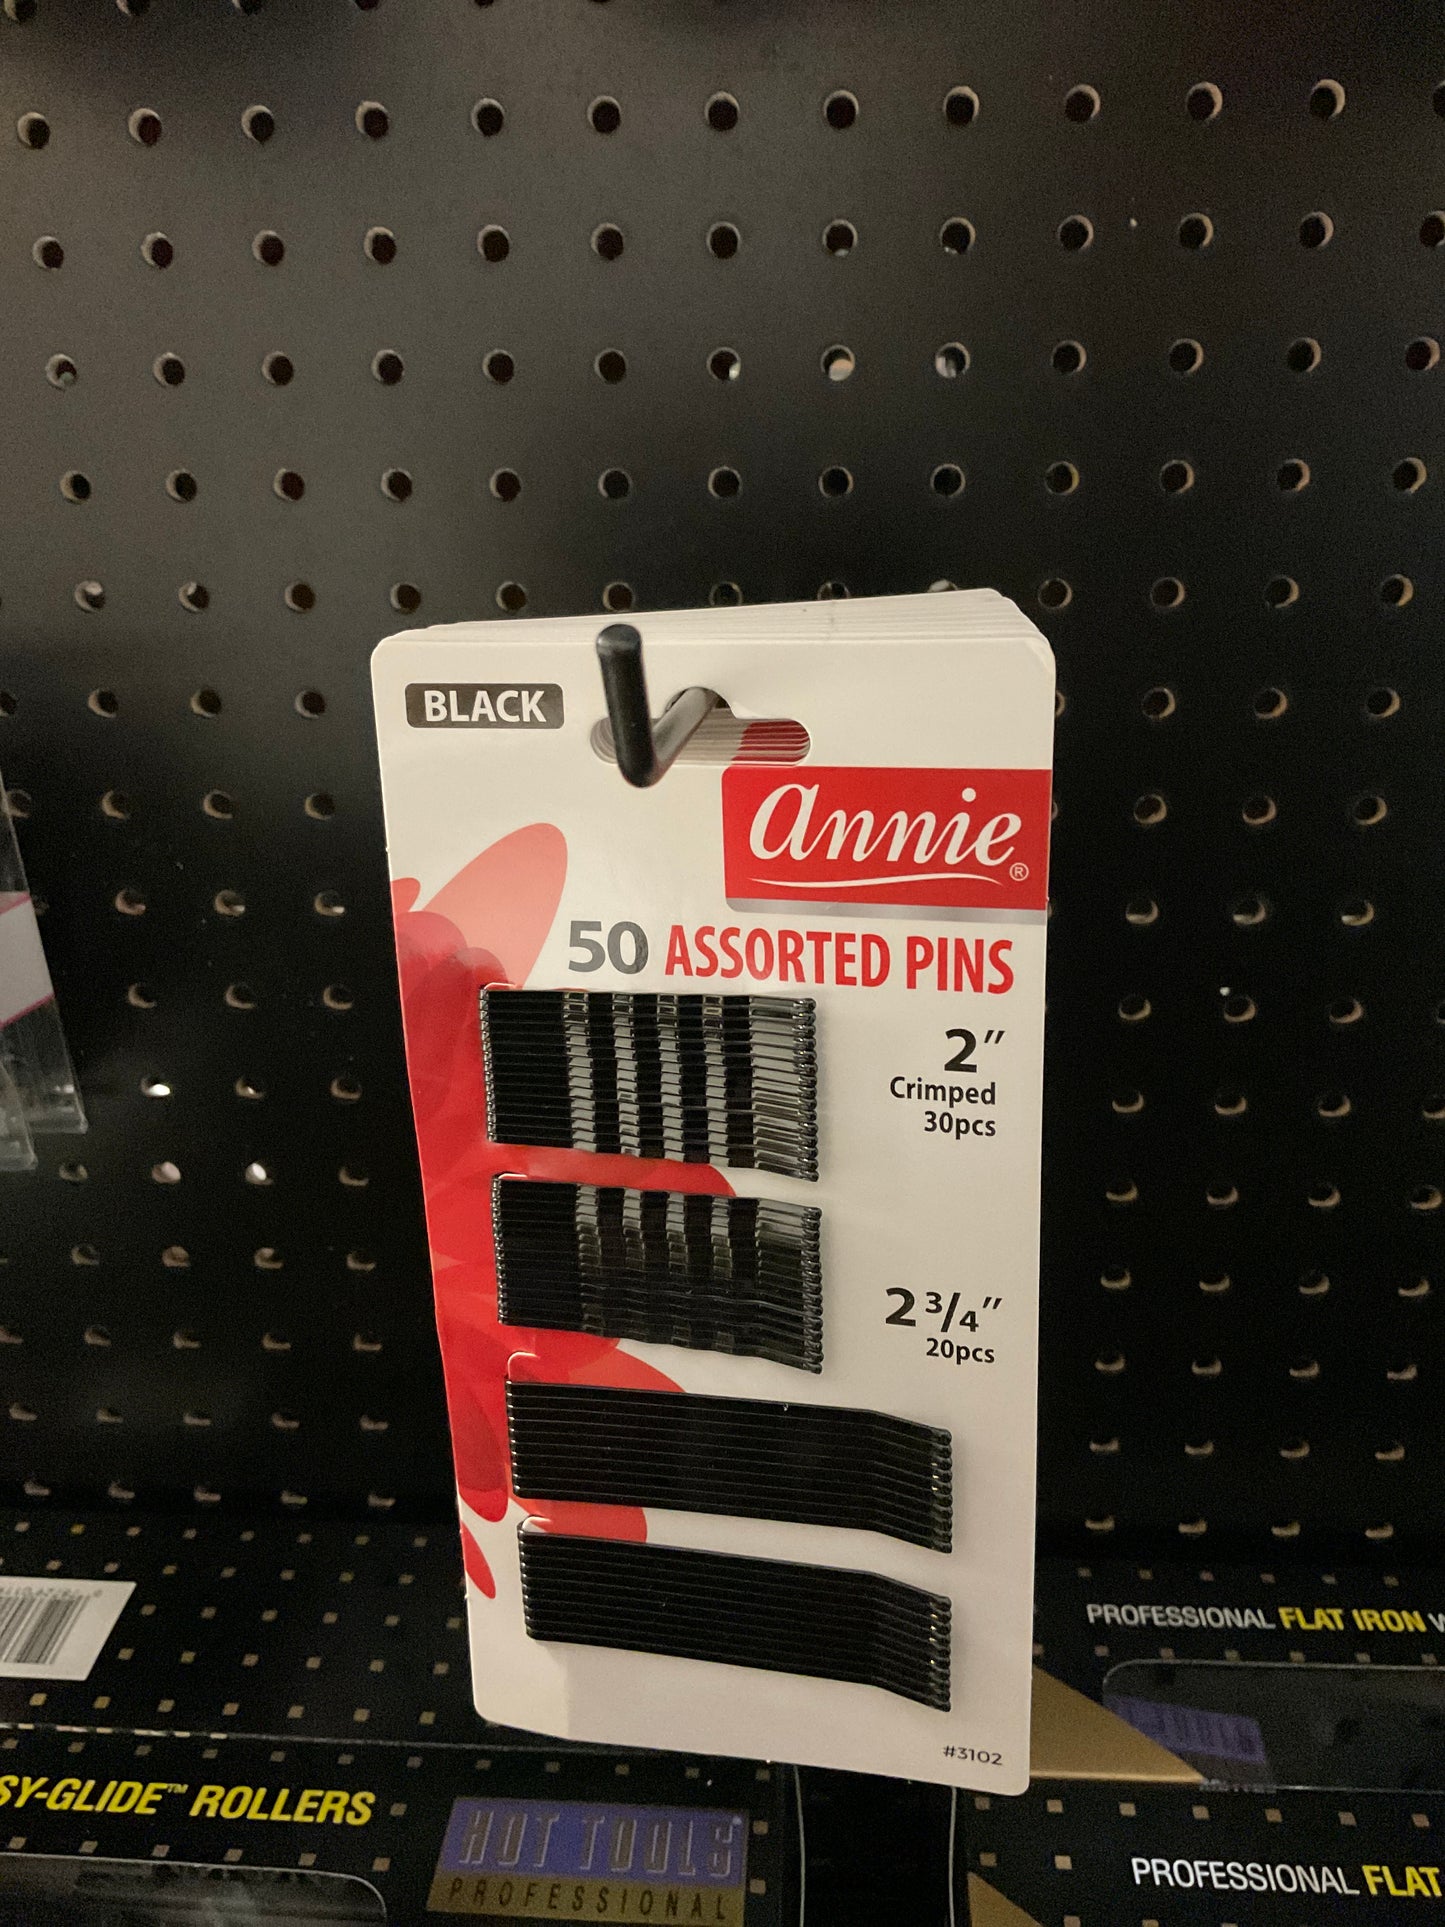 BLACK
annie®
50 ASSORTED PINS
2"
Crimped
30pcs
2 3/4"
20pcs
#3102
PROFESSIONAL FLAT IRON
SY-GLIDE™ ROLLERS
HOT TOOLS
PROFESSIONAL
TOOLS
PROFESSIONAL FLAT